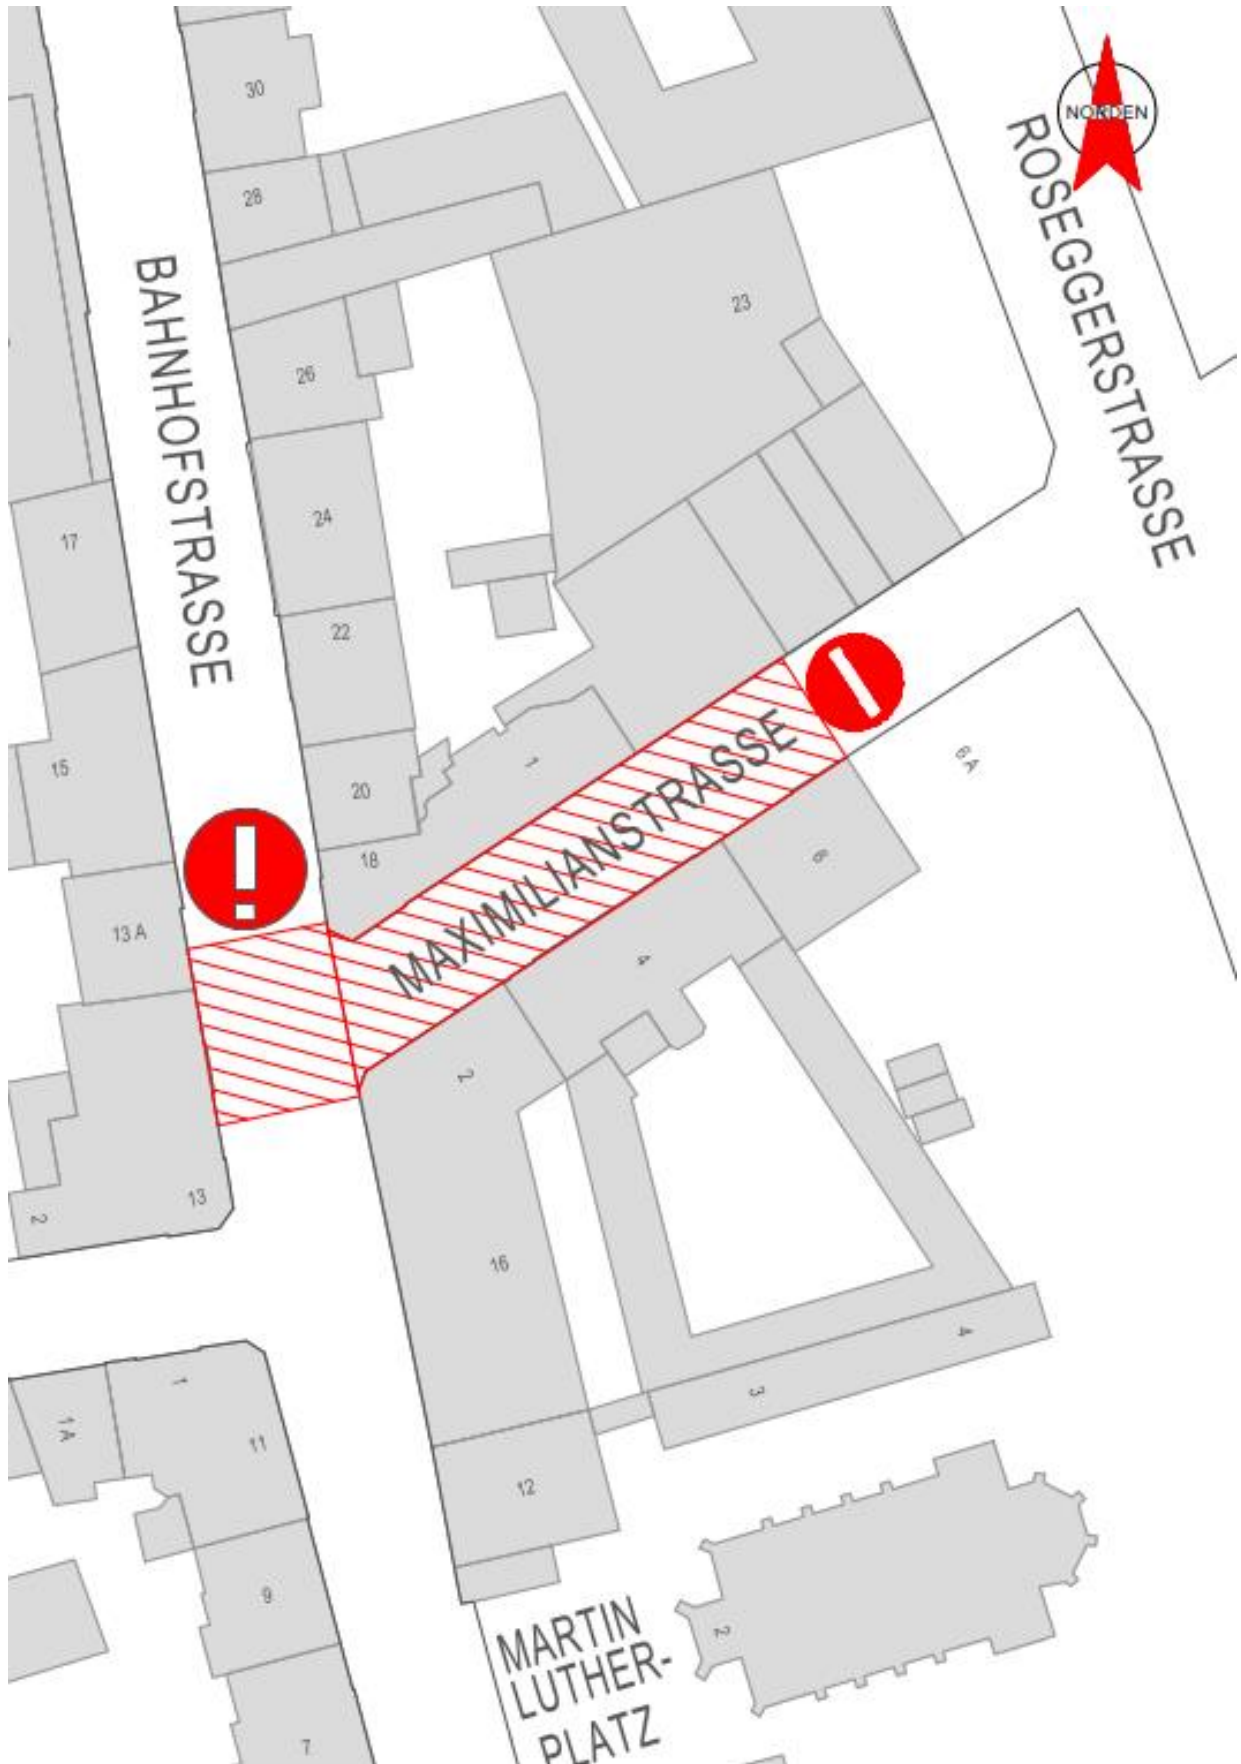 30
NORDEN
ROSEGGERSTRASSE
28
BAHNHOFSTRASSE
23
26
24
17
22
15
20
1
MAXIMILIANSTRASSE
6 A
18
6
!
13 A
4
2
13
2
16
4
3
1
1 A
11
12
9
MARTIN
LUTHER-
PLATZ
2
7